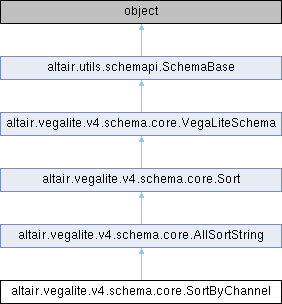 object
altair.utils.schemapi.SchemaBase
altair.vegalite.v4.schema.core.VegaLiteSchema
altair.vegalite.v4.schema.core.Sort
altair.vegalite.v4.schema.core.AllSortString
altair.vegalite.v4.schema.core.SortByChannel